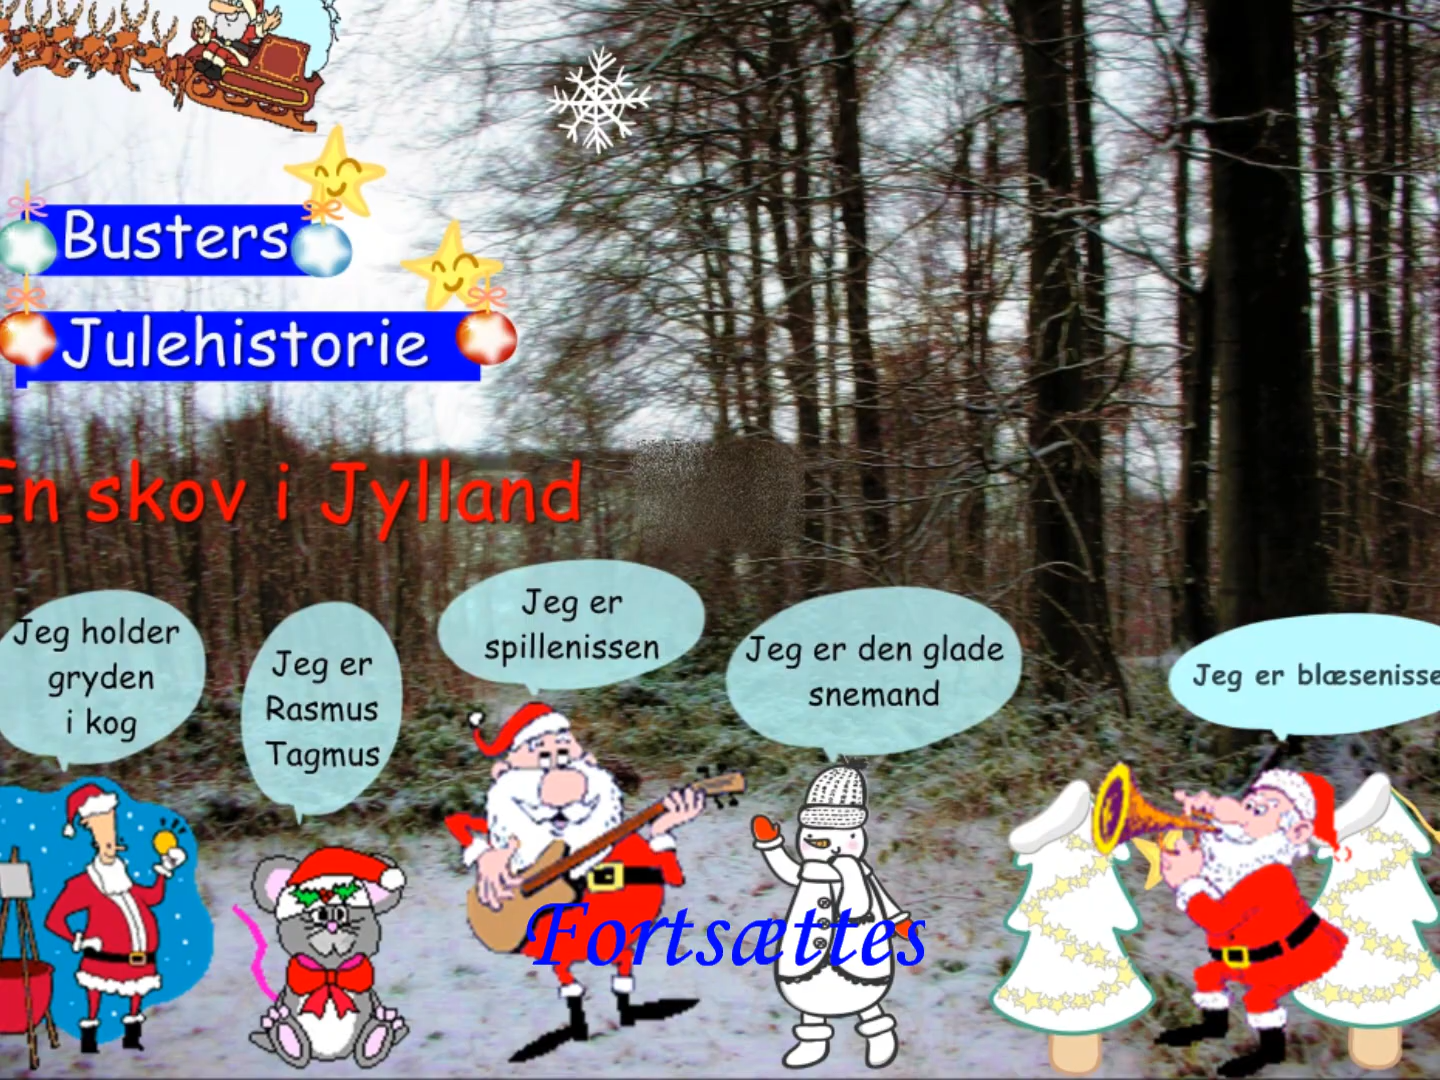 Busters
Julehistorie
En skov i Jylland
Jeg holder
gryden
i kog
Jeg er
Rasmus
Tagmus
Jeg er
spillenissen
Jeg er den glade
snemand
Jeg er blæsenisse
Fortsættes